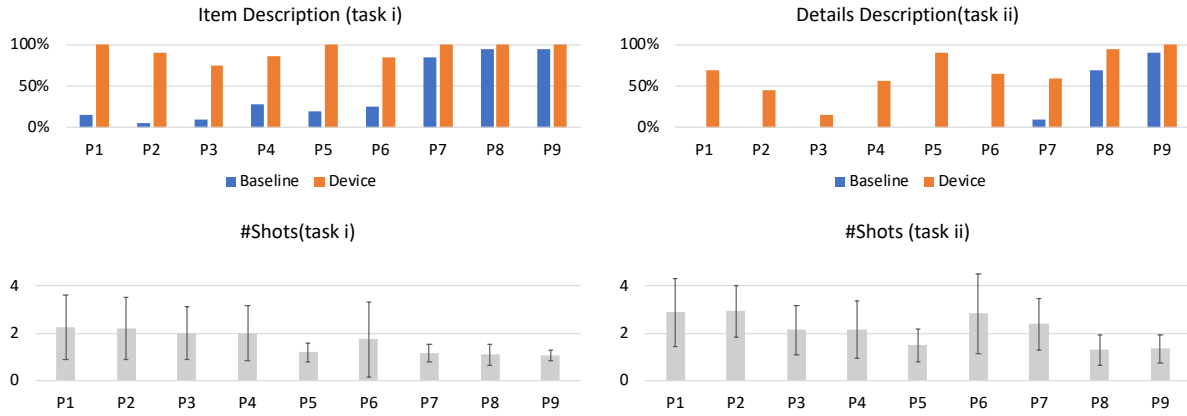 Item Description (task i)
100%
50%
0%
P1 P2 P3 P4 P5 P6 P7 P8 P9
Baseline Device
Details Description(task ii)
100%
50%
0%
P1 P2 P3 P4 P5 P6 P7 P8 P9
Baseline Device
#Shots(task i)
4
2
0
P1 P2 P3 P4 P5 P6 P7 P8 P9
#Shots (task ii)
4
2
0
P1 P2 P3 P4 P5 P6 P7 P8 P9